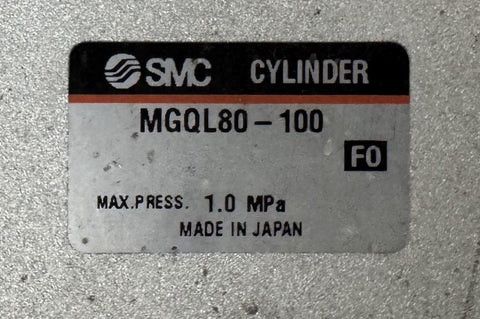 SMC CYLINDER
MGQL80-100
FO
MAX.PRESS. 1.0 MPa
MADE IN JAPAN